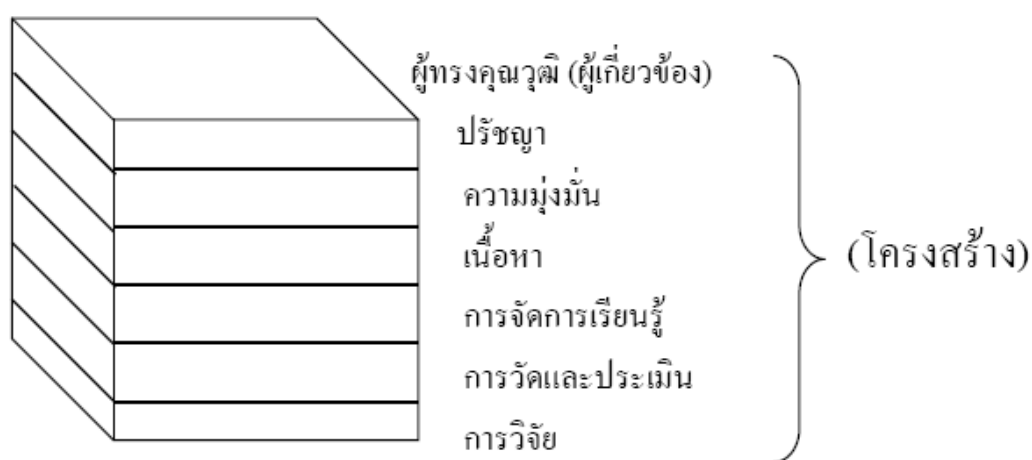 ผู้ทรงคุณวุฒิ (ผู้เกี่ยวข้อง)
ปรัชญา
ความมุ่งมั่น
เนื้อหา
การจัดการเรียนรู้
การวัดและประเมิน
การวิจัย
(โครงสร้าง)